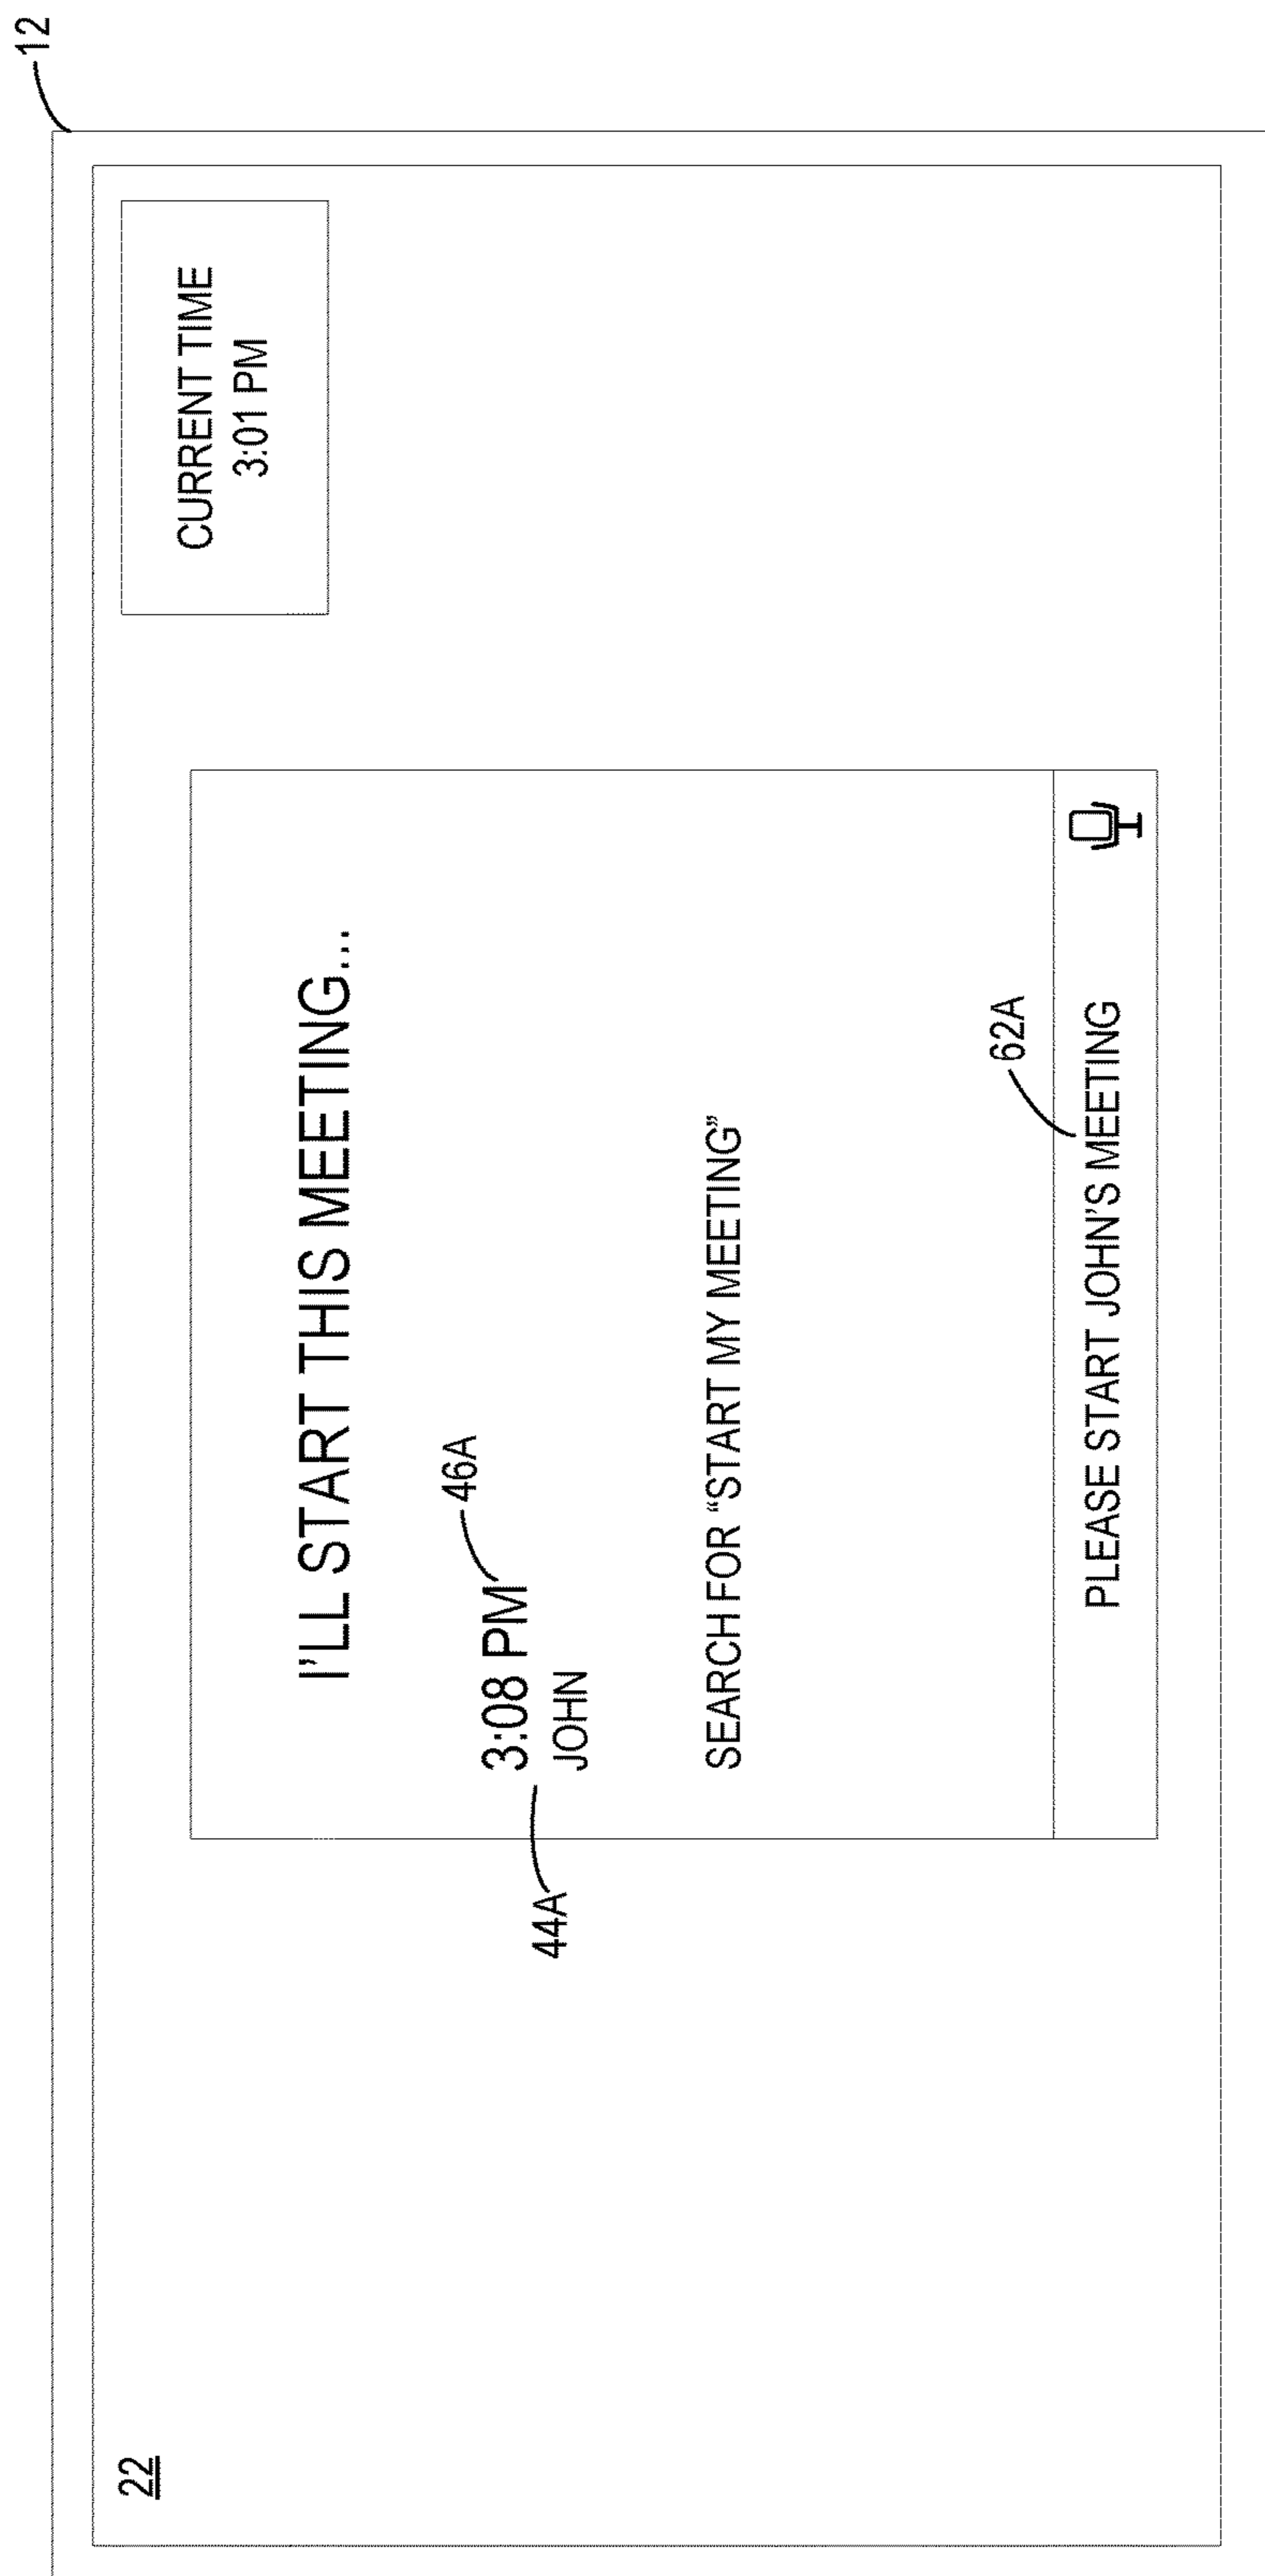 12
22
CURRENT TIME
3:01 PM
I'LL START THIS MEETING...
46A
3:08 PM
44A
JOHN
SEARCH FOR “START MY MEETING”
62A
PLEASE START JOHN'S MEETING